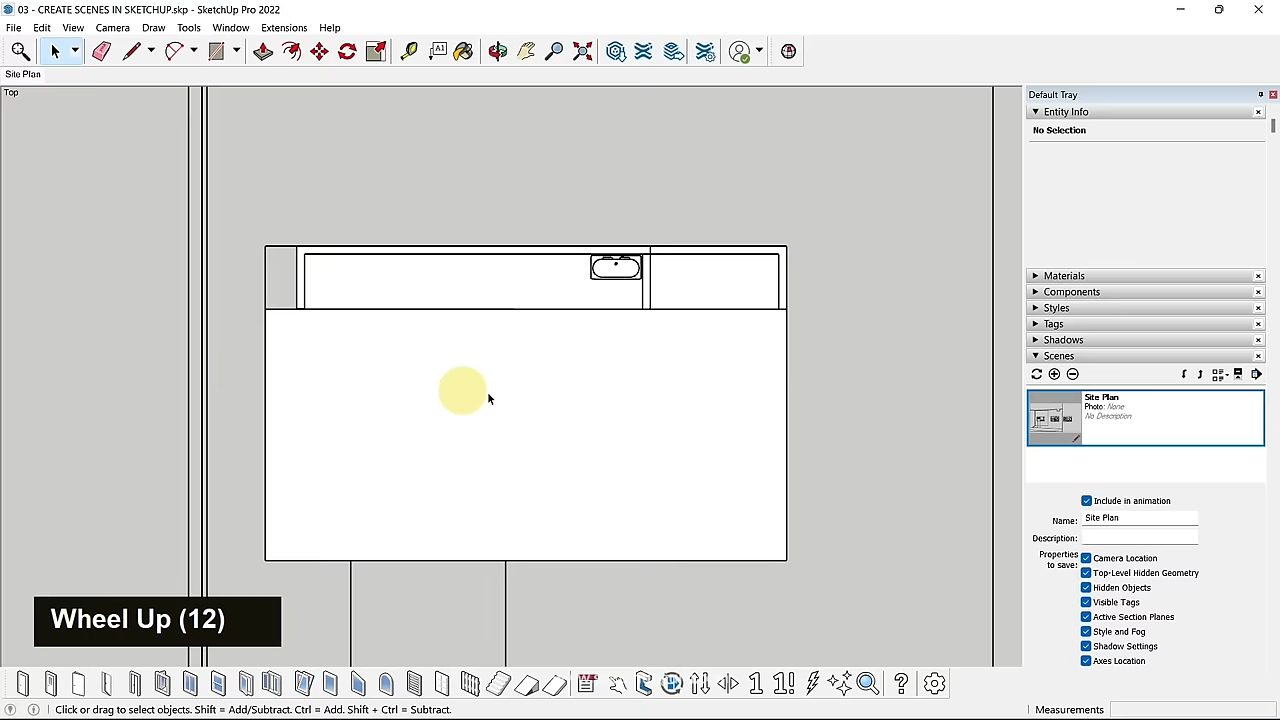 03 - CREATE SCENES IN SKETCHUP.skp - SketchUp Pro 2022
File Edit View Camera Draw Tools Window Extensions Help
A1
Site Plan
Top
Default Tray
Entity Info
No Selection
Materials
Components
Styles
Tags
Shadows
Scenes
Site Plan
Photo: None
No Description
Include in animation
Name: Site Plan
Description:
Properties to save:
Camera Location
Top-Level Hidden Geometry
Hidden Objects
Visible Tags
Active Section Planes
Style and Fog
Shadow Settings
Axes Location
Wheel Up (12)
1 1! ?
Click or drag to select objects. Shift = Add/Subtract. Ctrl = Add. Shift + Ctrl = Subtract.
Measurements